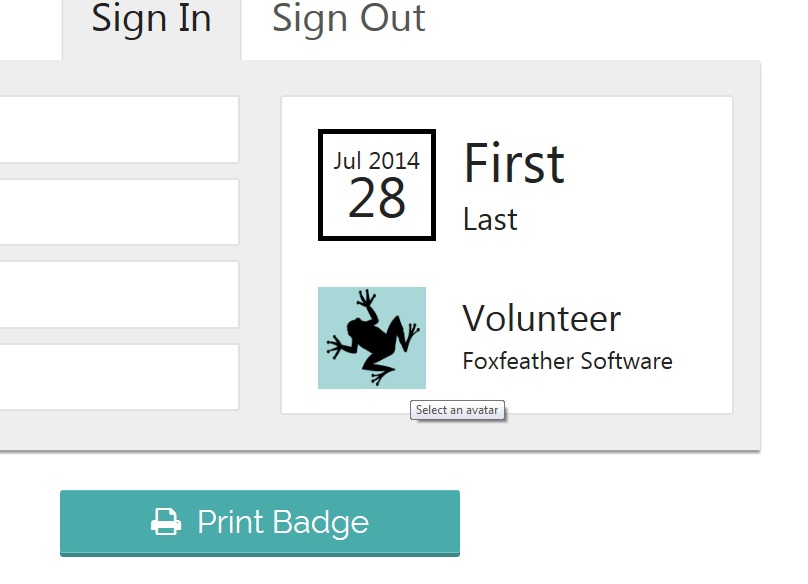 Sign In
Sign Out
Jul 2014
28
First
Last
Volunteer
Foxfeather Software
Select an avatar
Print Badge